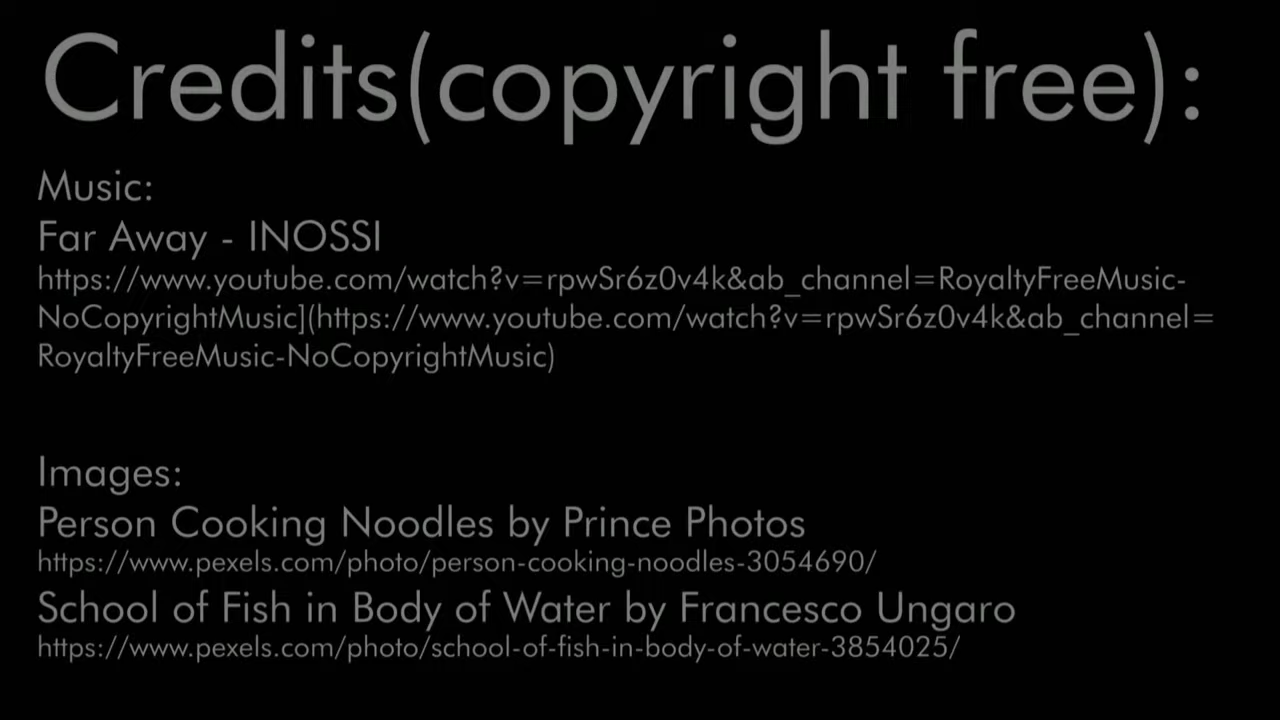 Credits(copyright free):
Music:
Far Away - INOSSI
https://www.youtube.com/watch?v=rpwSr6z0v4k&ab_channel=RoyaltyFreeMusic-
NoCopyrightMusic](https://www.youtube.com/watch?v=rpwSr6z0v4k&ab_channel=
RoyaltyFreeMusic-NoCopyrightMusic)
Images:
Person Cooking Noodles by Prince Photos
https://www.pexels.com/photo/person-cooking-noodles-3054690/
School of Fish in Body of Water by Francesco Ungaro
https://www.pexels.com/photo/school-of-fish-in-body-of-water-3854025/